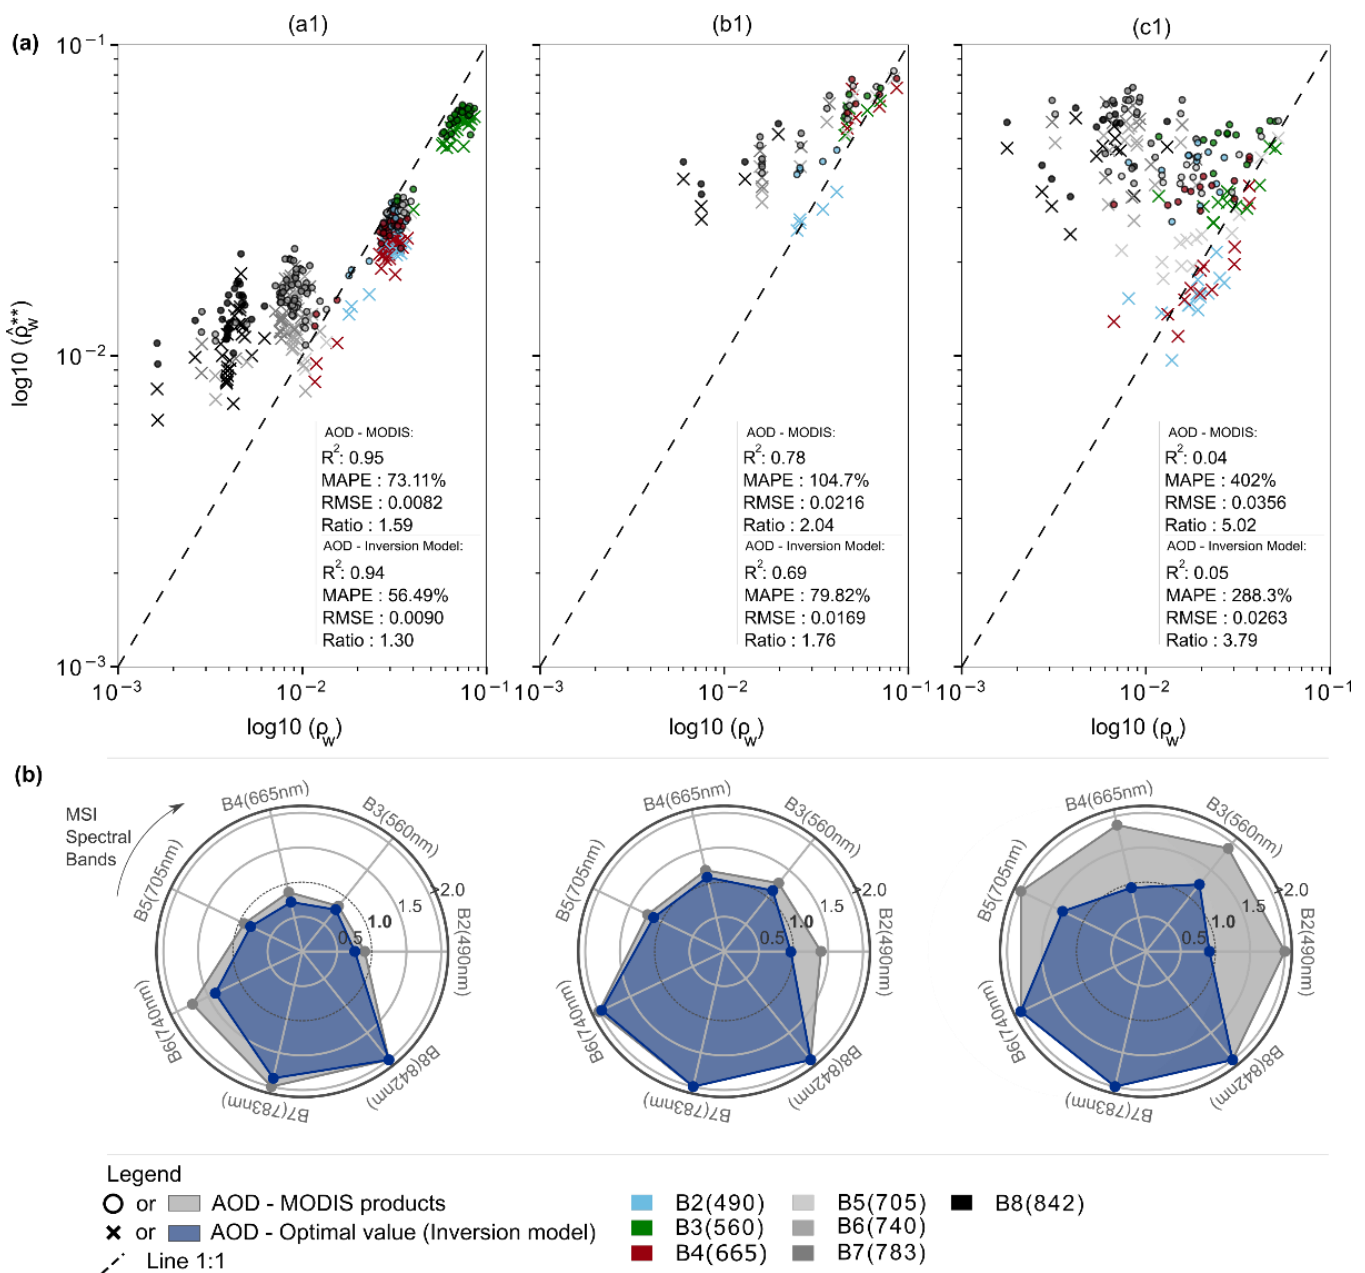 (a1) (b1) (c1)
(a)
10⁻¹
10⁻²
10⁻³
log10 (ρ̂w**)
AOD - MODIS:
R²: 0.95
MAPE : 73.11%
RMSE : 0.0082
Ratio : 1.59
AOD - Inversion Model:
R²: 0.94
MAPE : 56.49%
RMSE : 0.0090
Ratio : 1.30
10⁻³ 10⁻² 10⁻¹
log10 (ρw)
AOD - MODIS:
R²: 0.78
MAPE : 104.7%
RMSE : 0.0216
Ratio : 2.04
AOD - Inversion Model:
R²: 0.69
MAPE : 79.82%
RMSE : 0.0169
Ratio : 1.76
10⁻³ 10⁻² 10⁻¹
log10 (ρw)
AOD - MODIS:
R²: 0.04
MAPE : 402%
RMSE : 0.0356
Ratio : 5.02
AOD - Inversion Model:
R²: 0.05
MAPE : 288.3%
RMSE : 0.0263
Ratio : 3.79
10⁻³ 10⁻² 10⁻¹
log10 (ρw)
(b)
MSI
Spectral
Bands
B4(665nm)
B3(560nm)
B5(705nm)
>2.0
1.5
1.0
0.5
B2(490nm)
B6(740nm)
B7(783nm)
B8(842nm)
B4(665nm)
B3(560nm)
B5(705nm)
>2.0
1.5
1.0
0.5
B2(490nm)
B6(740nm)
B7(783nm)
B8(842nm)
B4(665nm)
B3(560nm)
B5(705nm)
>2.0
1.5
1.0
0.5
B2(490nm)
B6(740nm)
B7(783nm)
B8(842nm)
Legend
or AOD - MODIS products
or AOD - Optimal value (Inversion model)
Line 1:1
B2(490) B5(705) B8(842)
B3(560) B6(740)
B4(665) B7(783)